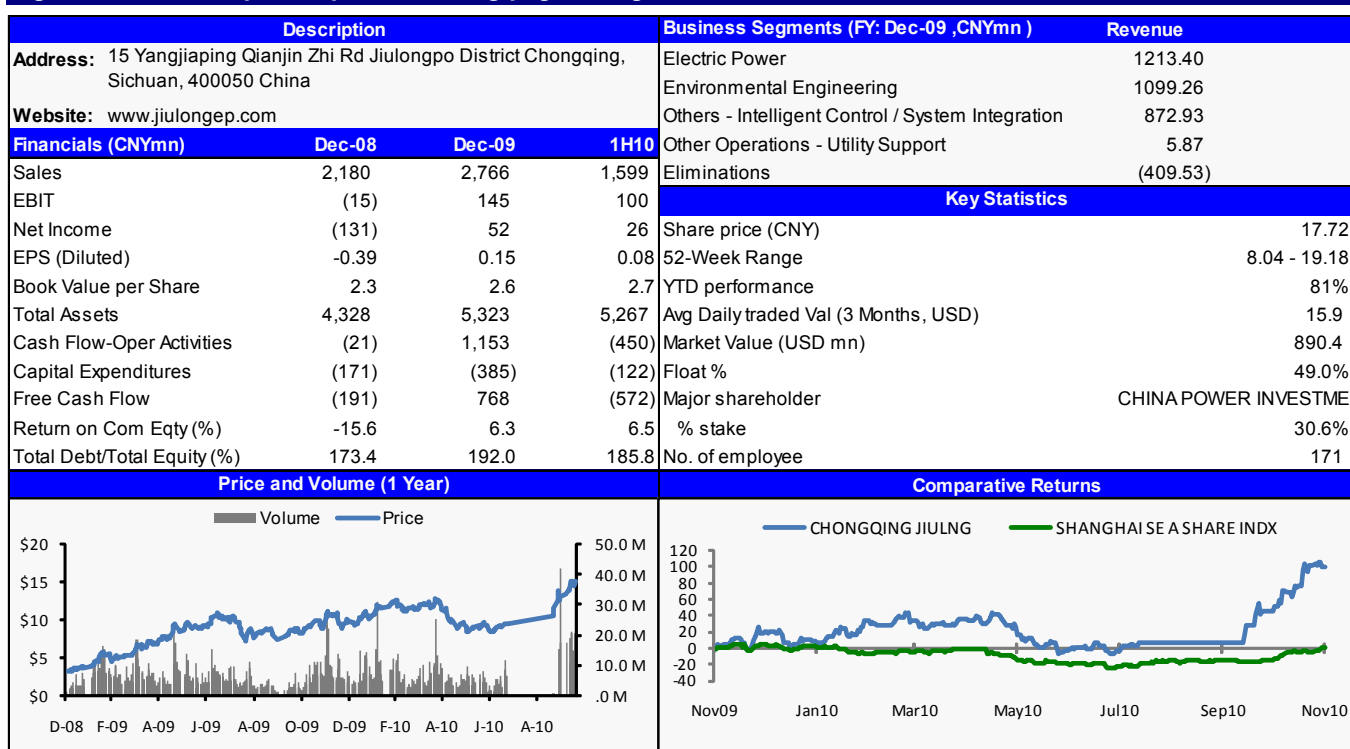 Description
Address: 15 Yangjiaping Qianjin Zhi Rd Jiulongpo District Chongqing,
Sichuan, 400050 China
Website: www.jiulongep.com
Financials (CNYmn) Dec-08 Dec-09 1H10
Sales 2,180 2,766 1,599
EBIT (15) 145 100
Net Income (131) 52 26
EPS (Diluted) -0.39 0.15 0.08
Book Value per Share 2.3 2.6 2.7
Total Assets 4,328 5,323 5,267
Cash Flow-Oper Activities (21) 1,153 (450)
Capital Expenditures (171) (385) (122)
Free Cash Flow (191) 768 (572)
Return on Com Eqty (%) -15.6 6.3 6.5
Total Debt/Total Equity (%) 173.4 192.0 185.8
Business Segments (FY: Dec-09 ,CNYmn ) Revenue
Electric Power 1213.40
Environmental Engineering 1099.26
Others - Intelligent Control / System Integration 872.93
Other Operations - Utility Support 5.87
Eliminations (409.53)
Key Statistics
Share price (CNY) 17.72
52-Week Range 8.04 - 19.18
YTD performance 81%
Avg Daily traded Val (3 Months, USD) 15.9
Market Value (USD mn) 890.4
Float % 49.0%
Major shareholder CHINA POWER INVESTME
% stake 30.6%
No. of employee 171
Price and Volume (1 Year)
Volume Price
$20 50.0 M
40.0 M
$15
30.0 M
$10
20.0 M
$5
10.0 M
$0 .0 M
D-08 F-09 A-09 J-09 A-09 O-09 D-09 F-10 A-10 J-10 A-10
Comparative Returns
CHONGQING JIULNG SHANGHAI SE A SHARE INDX
120
100
80
60
40
20
0
-20
-40
Nov09 Jan10 Mar10 May10 Jul10 Sep10 Nov10